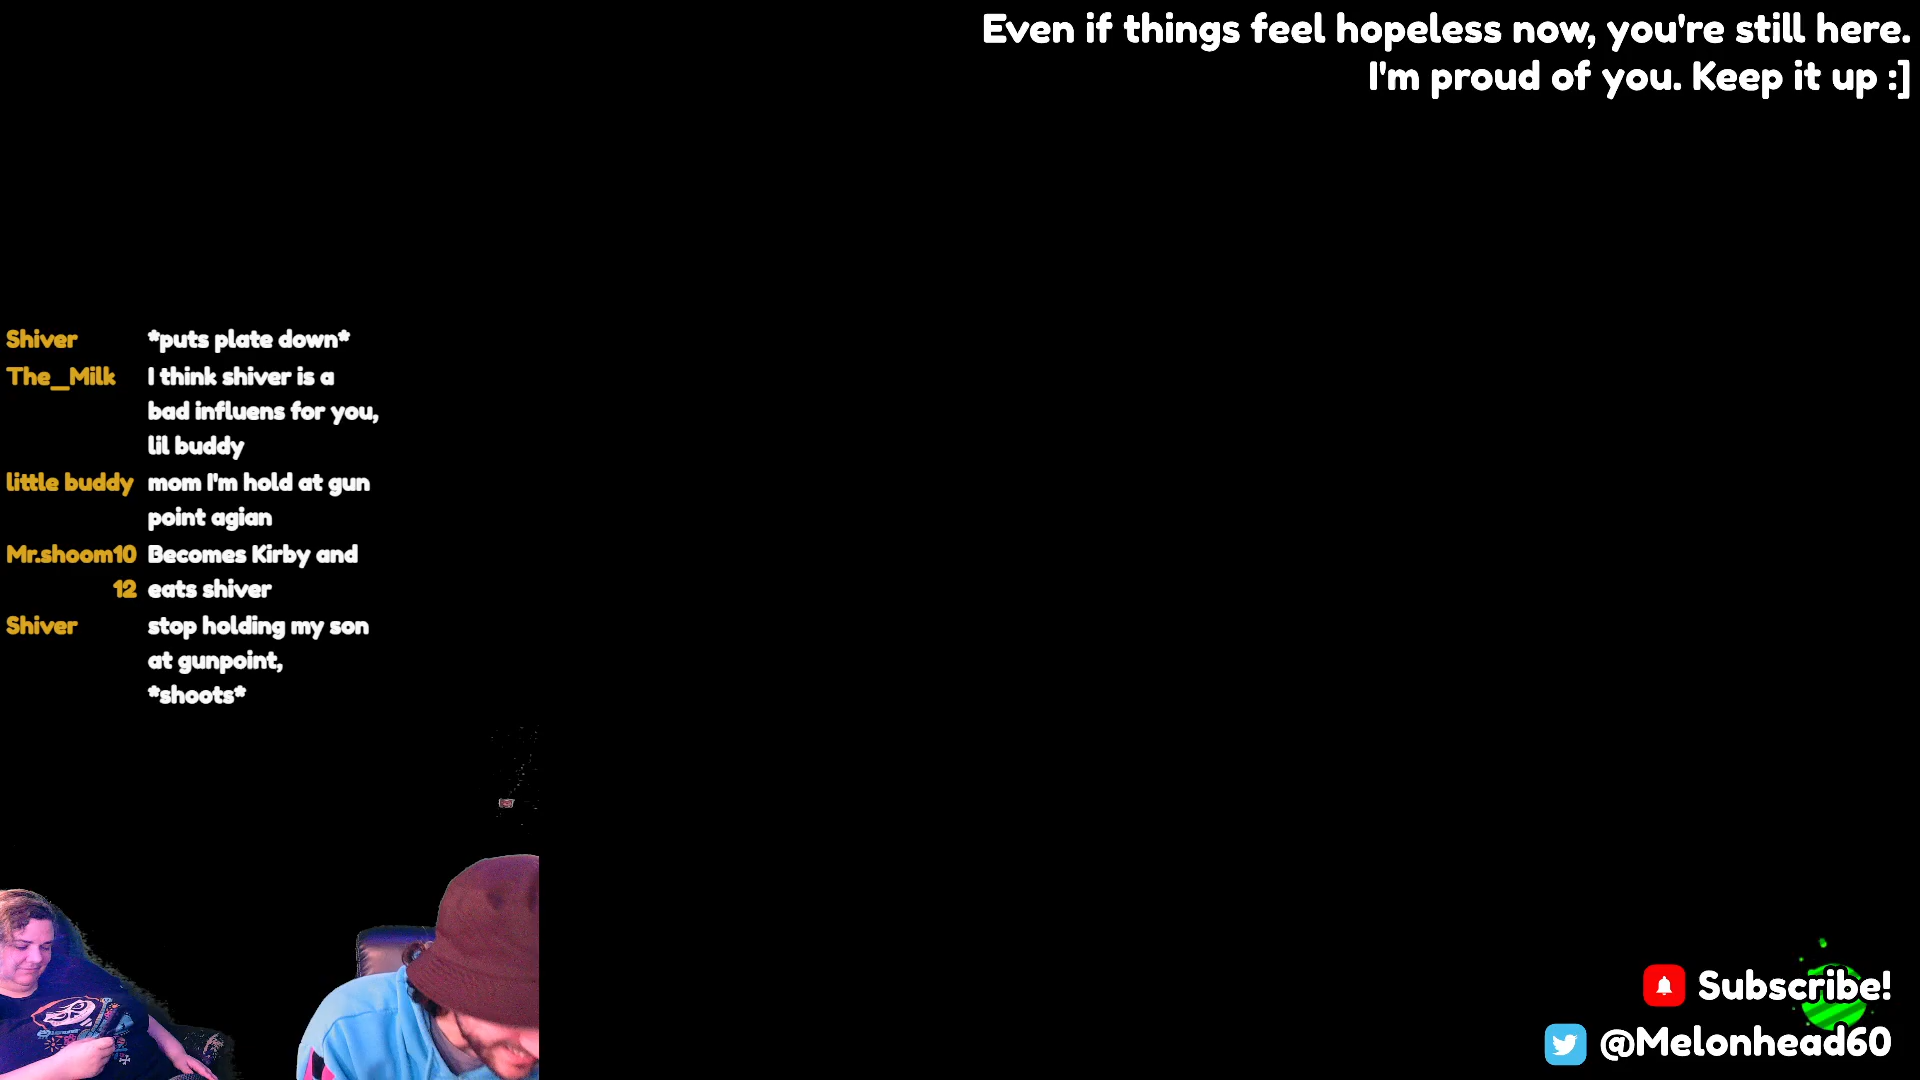 Even if things feel hopeless now, you're still here.
I'm proud of you. Keep it up :]
Shiver *puts plate down*
The_Milk I think shiver is a
bad influens for you,
lil buddy
little buddy mom I'm hold at gun
point agian
Mr.shoom10 Becomes Kirby and
12 eats shiver
Shiver stop holding my son
at gunpoint,
*shoots*
Subscribe!
@Melonhead60